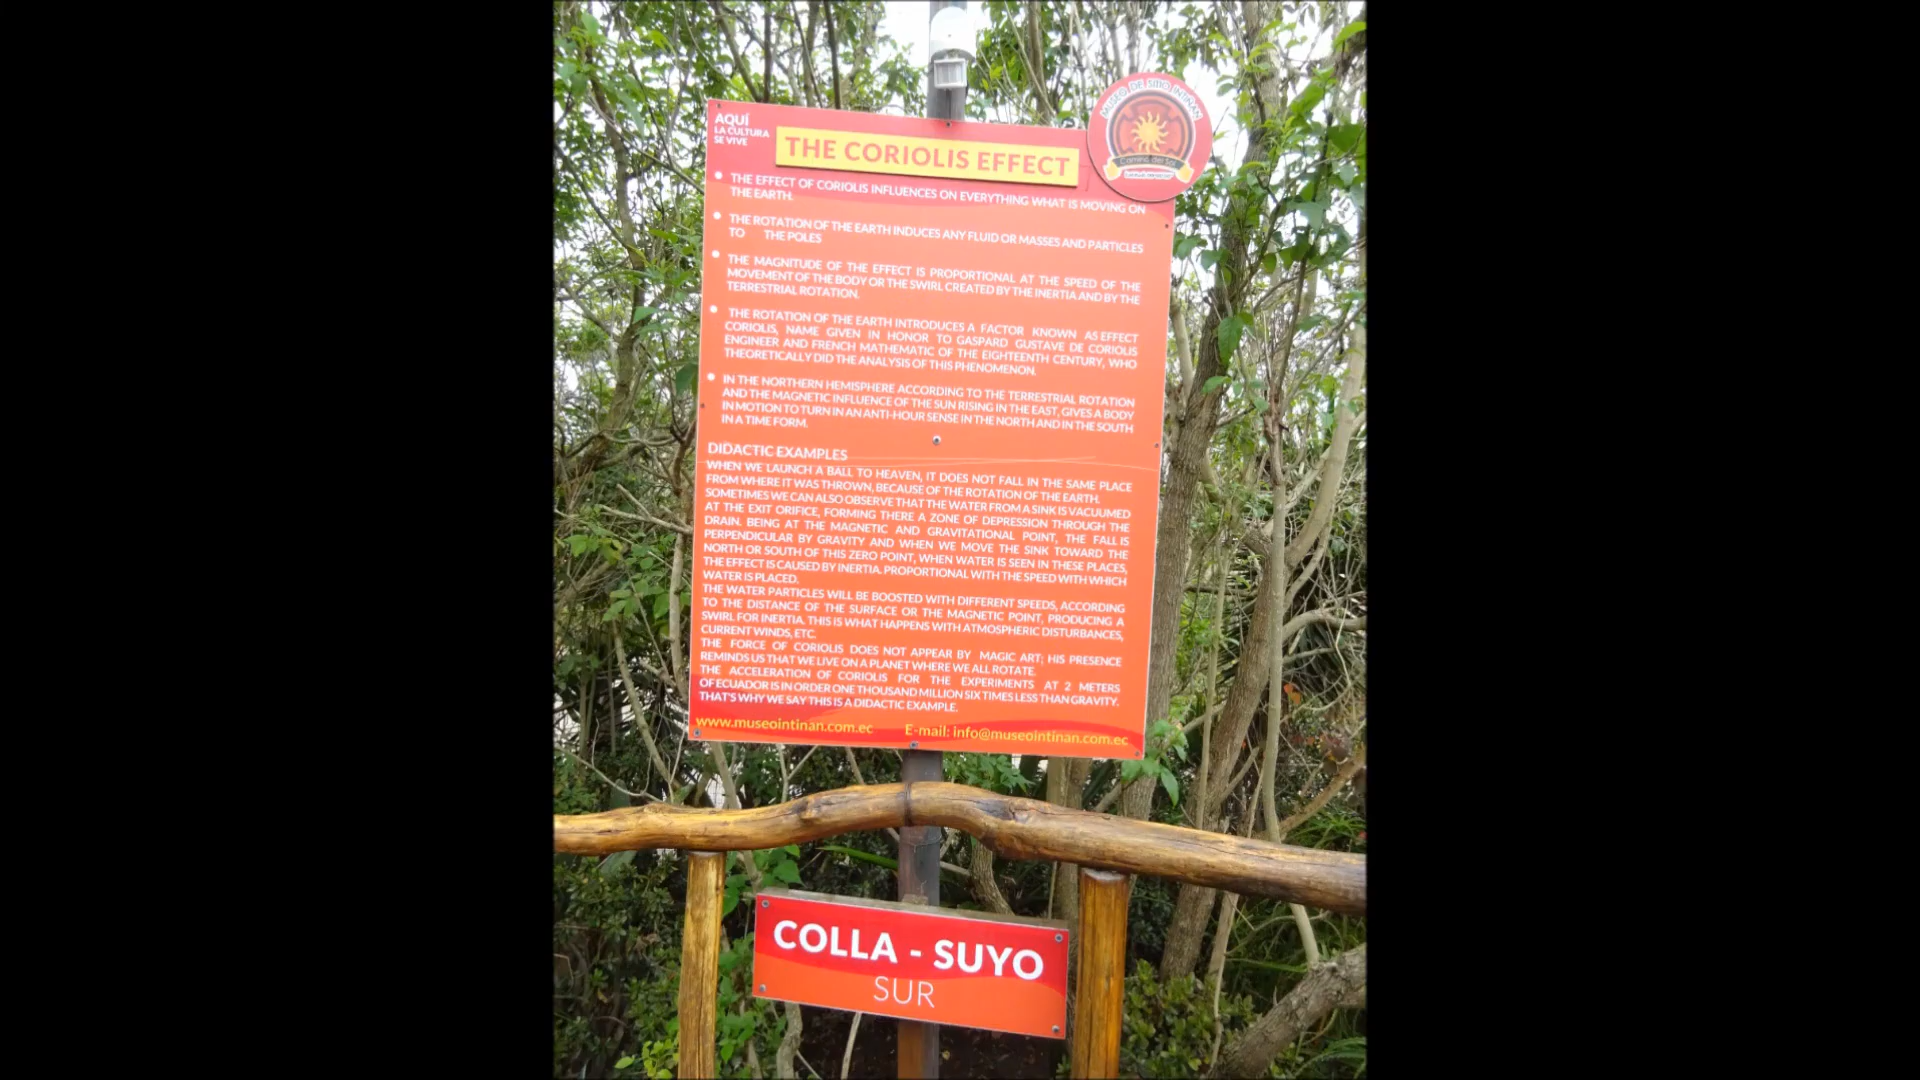 AQUÍ
LA CULTURA
SE VIVE
THE CORIOLIS EFFECT
MUSEO DE SITIO INTIÑAN
Camino del Sol
THE EFFECT OF CORIOLIS INFLUENCES ON EVERYTHING WHAT IS MOVING ON
THE EARTH.
THE ROTATION OF THE EARTH INDUCES ANY FLUID OR MASSES AND PARTICLES
TO THE POLES
THE MAGNITUDE OF THE EFFECT IS PROPORTIONAL AT THE SPEED OF THE
MOVEMENT OF THE BODY OR THE SWIRL CREATED BY THE INERTIA AND BY THE
TERRESTRIAL ROTATION.
THE ROTATION OF THE EARTH INTRODUCES A FACTOR KNOWN AS EFFECT
CORIOLIS, NAME GIVEN IN HONOR TO GASPARD GUSTAVE DE CORIOLIS
ENGINEER AND FRENCH MATHEMATIC OF THE EIGHTEENTH CENTURY, WHO
THEORETICALLY DID THE ANALYSIS OF THIS PHENOMENON.
IN THE NORTHERN HEMISPHERE ACCORDING TO THE TERRESTRIAL ROTATION
AND THE MAGNETIC INFLUENCE OF THE SUN RISING IN THE EAST, GIVES A BODY
IN MOTION TO TURN IN AN ANTI-HOUR SENSE IN THE NORTH AND IN THE SOUTH
IN A TIME FORM.
DIDACTIC EXAMPLES
WHEN WE LAUNCH A BALL TO HEAVEN, IT DOES NOT FALL IN THE SAME PLACE
FROM WHERE IT WAS THROWN, BECAUSE OF THE ROTATION OF THE EARTH.
SOMETIMES WE CAN ALSO OBSERVE THAT THE WATER FROM A SINK IS VACUUMED
AT THE EXIT ORIFICE, FORMING THERE A ZONE OF DEPRESSION THROUGH THE
DRAIN. BEING AT THE MAGNETIC AND GRAVITATIONAL POINT, THE FALL IS
PERPENDICULAR BY GRAVITY AND WHEN WE MOVE THE SINK TOWARD THE
NORTH OR SOUTH OF THIS ZERO POINT, WHEN WATER IS SEEN IN THESE PLACES,
THE EFFECT IS CAUSED BY INERTIA. PROPORTIONAL WITH THE SPEED WITH WHICH
WATER IS PLACED.
THE WATER PARTICLES WILL BE BOOSTED WITH DIFFERENT SPEEDS, ACCORDING
TO THE DISTANCE OF THE SURFACE OR THE MAGNETIC POINT, PRODUCING A
SWIRL FOR INERTIA. THIS IS WHAT HAPPENS WITH ATMOSPHERIC DISTURBANCES,
CURRENT WINDS, ETC.
THE FORCE OF CORIOLIS DOES NOT APPEAR BY MAGIC ART; HIS PRESENCE
REMINDS US THAT WE LIVE ON A PLANET WHERE WE ALL ROTATE.
THE ACCELERATION OF CORIOLIS FOR THE EXPERIMENTS AT 2 METERS
OF ECUADOR IS IN ORDER ONE THOUSAND MILLION SIX TIMES LESS THAN GRAVITY.
THAT'S WHY WE SAY THIS IS A DIDACTIC EXAMPLE.
www.museointinan.com.ec E-mail: info@museointinan.com.ec
COLLA - SUYO
SUR